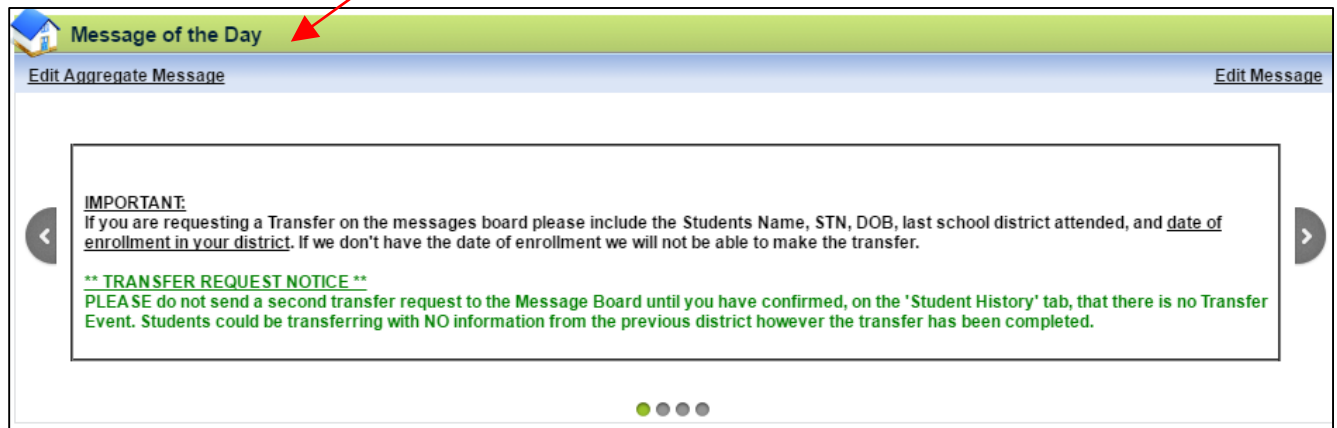 Message of the Day
Edit Aggregate Message
Edit Message
IMPORTANT:
If you are requesting a Transfer on the messages board please include the Students Name, STN, DOB, last school district attended, and date of
enrollment in your district. If we don't have the date of enrollment we will not be able to make the transfer.
** TRANSFER REQUEST NOTICE **
PLEASE do not send a second transfer request to the Message Board until you have confirmed, on the 'Student History' tab, that there is no Transfer
Event. Students could be transferring with NO information from the previous district however the transfer has been completed.